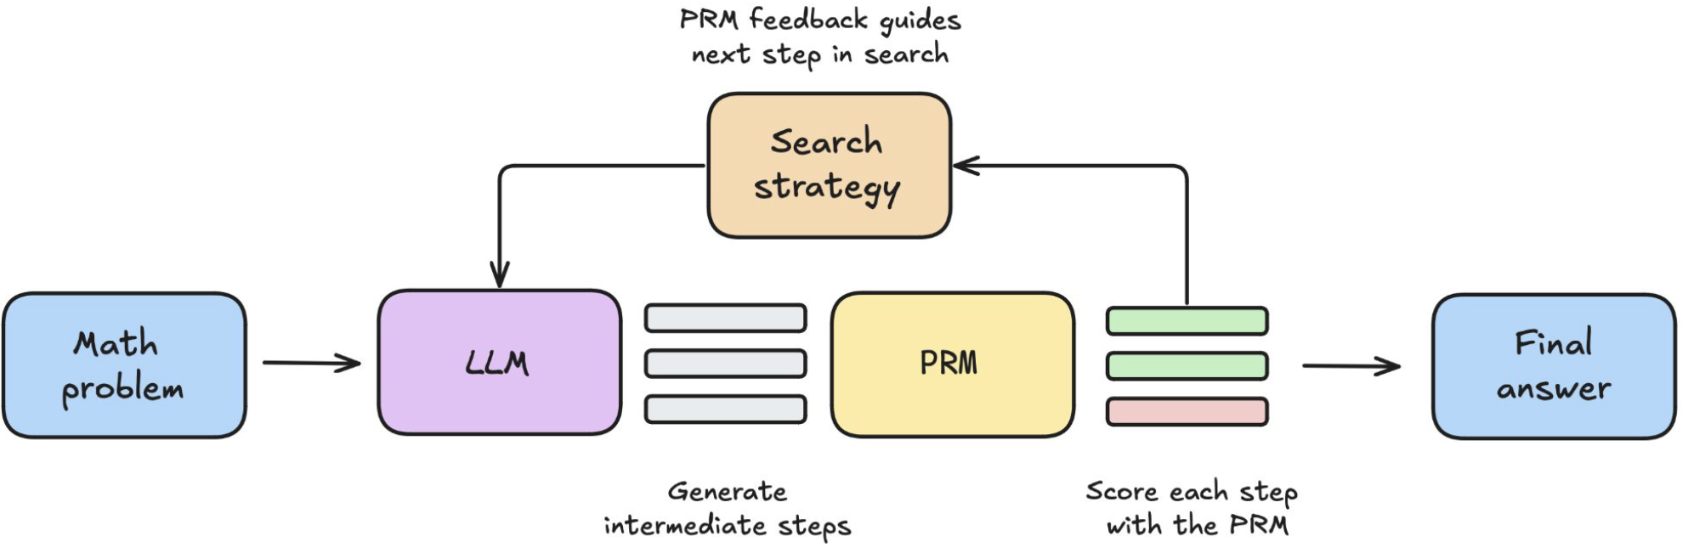 PRM feedback guides
next step in search
Search
strategy
Math
problem
LLM
PRM
Final
answer
Generate
intermediate steps
Score each step
with the PRM